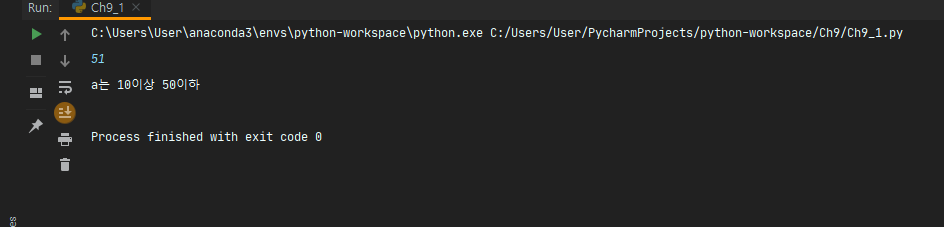 Run: Ch9_1
C:\Users\User\anaconda3\envs\python-workspace\python.exe C:/Users/User/PycharmProjects/python-workspace/Ch9/Ch9_1.py
51
a는 10이상 50이하
Process finished with exit code 0
es